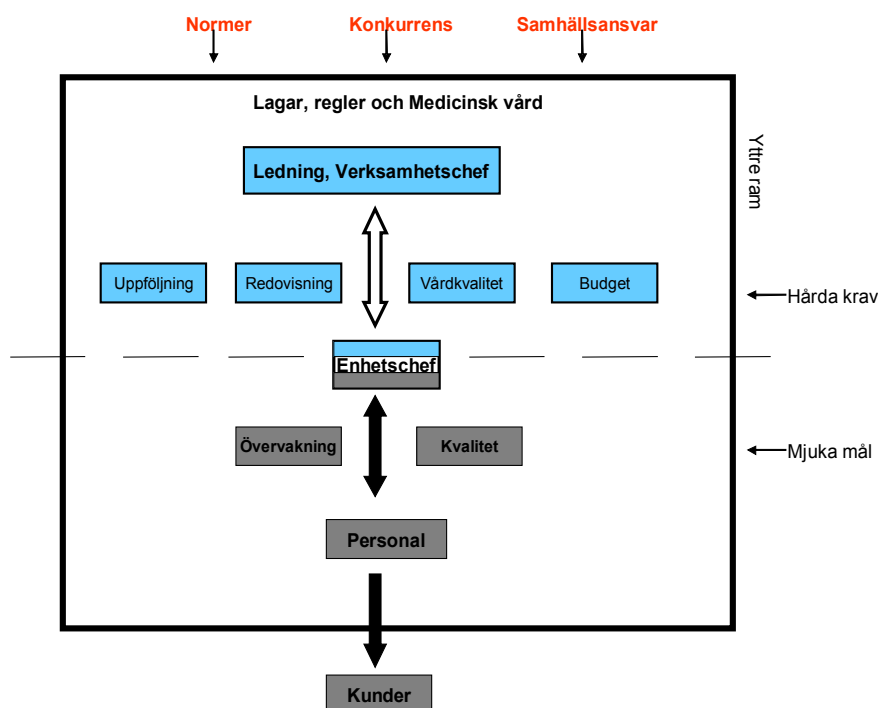 Normer
Konkurrens
Samhällsansvar
Lagar, regler och Medicinsk vård
Yttre ram
Ledning, Verksamhetschef
Uppföljning
Redovisning
Vårdkvalitet
Budget
Hårda krav
Enhetschef
Övervakning
Kvalitet
Mjuka mål
Personal
Kunder